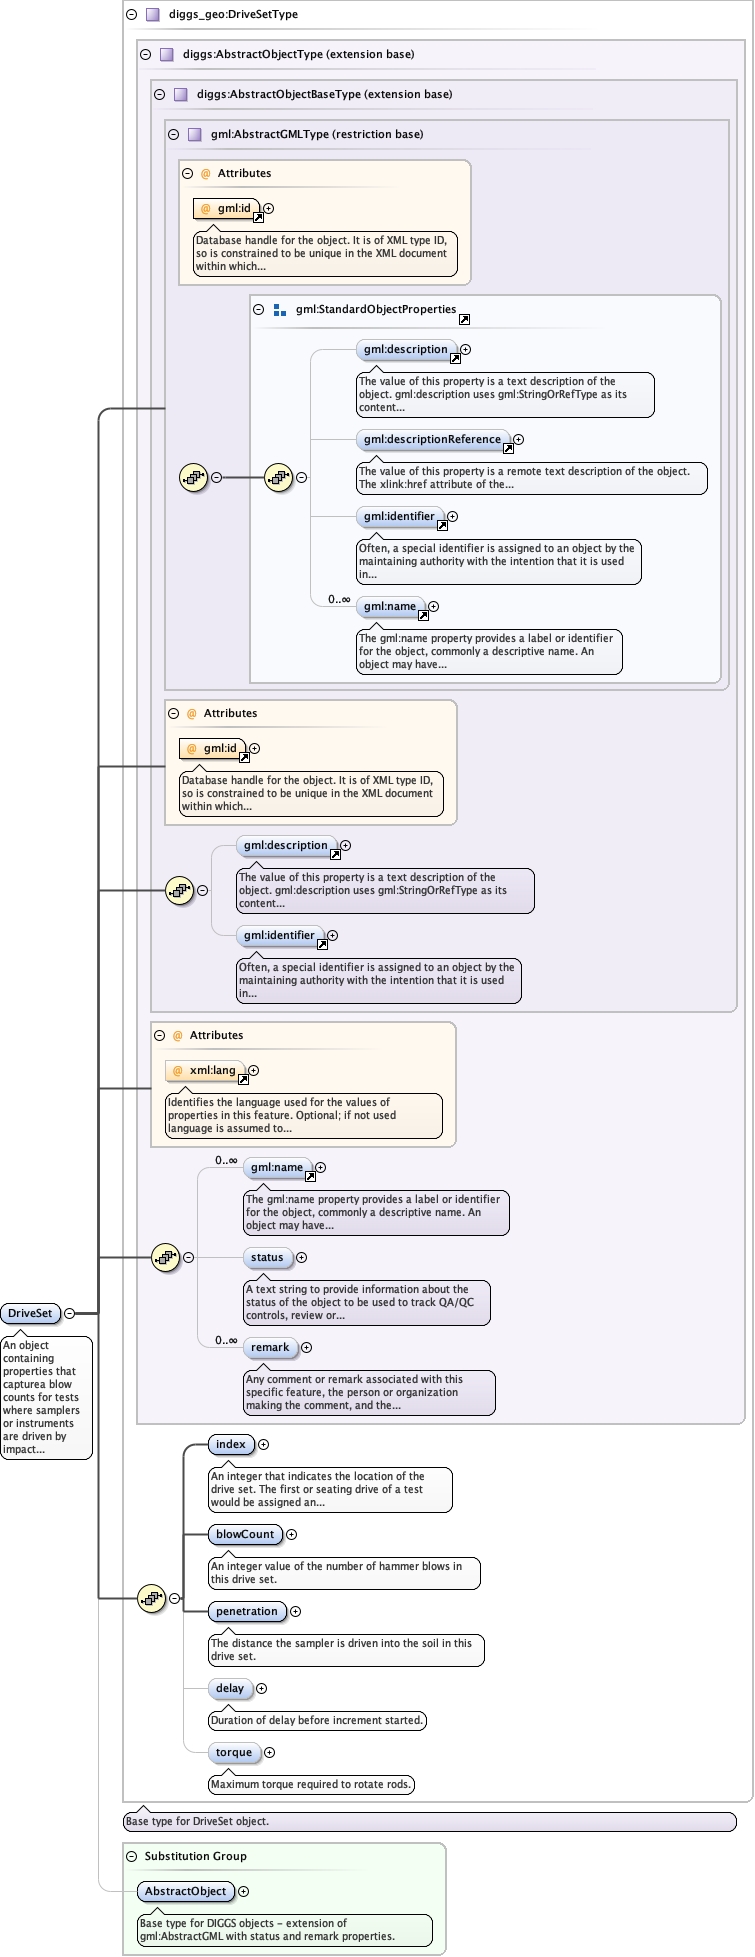 diggs_geo:DriveSetType
diggs:AbstractObjectType (extension base)
diggs:AbstractObjectBaseType (extension base)
gml:AbstractGMLType (restriction base)
@ Attributes
@ gml:id
Database handle for the object. It is of XML type ID,
so is constrained to be unique in the XML document
within which...
gml:StandardObjectProperties
gml:description
The value of this property is a text description of the
object. gml:description uses gml:StringOrRefType as its
content...
gml:descriptionReference
The value of this property is a remote text description of the object.
The xlink:href attribute of the...
gml:identifier
Often, a special identifier is assigned to an object by the
maintaining authority with the intention that it is used
in...
0..∞
gml:name
The gml:name property provides a label or identifier
for the object, commonly a descriptive name. An
object may have...
@ Attributes
@ gml:id
Database handle for the object. It is of XML type ID,
so is constrained to be unique in the XML document
within which...
gml:description
The value of this property is a text description of the
object. gml:description uses gml:StringOrRefType as its
content...
gml:identifier
Often, a special identifier is assigned to an object by the
maintaining authority with the intention that it is used
in...
@ Attributes
@ xml:lang
Identifies the language used for the values of
properties in this feature. Optional; if not used
language is assumed to...
0..∞
gml:name
The gml:name property provides a label or identifier
for the object, commonly a descriptive name. An
object may have...
status
A text string to provide information about the
status of the object to be used to track QA/QC
controls, review or...
0..∞
remark
Any comment or remark associated with this
specific feature, the person or organization
making the comment, and the...
DriveSet
An object
containing
properties that
capturea blow
counts for tests
where samplers
or instruments
are driven by
impact...
index
An integer that indicates the location of the
drive set. The first or seating drive of a test
would be assigned an...
blowCount
An integer value of the number of hammer blows in
this drive set.
penetration
The distance the sampler is driven into the soil in this
drive set.
delay
Duration of delay before increment started.
torque
Maximum torque required to rotate rods.
Base type for DriveSet object.
Substitution Group
AbstractObject
Base type for DIGGS objects - extension of
gml:AbstractGML with status and remark properties.